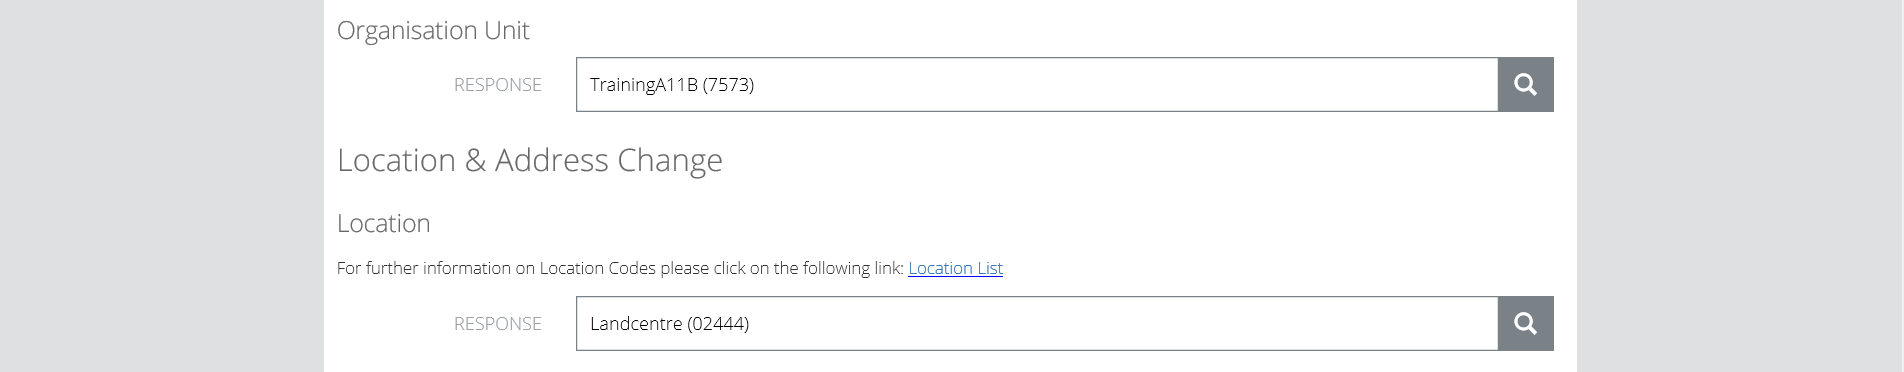 Organisation Unit
RESPONSE
TrainingA11B (7573)
Location & Address Change
Location
For further information on Location Codes please click on the following link: Location List
RESPONSE
Landcentre (02444)